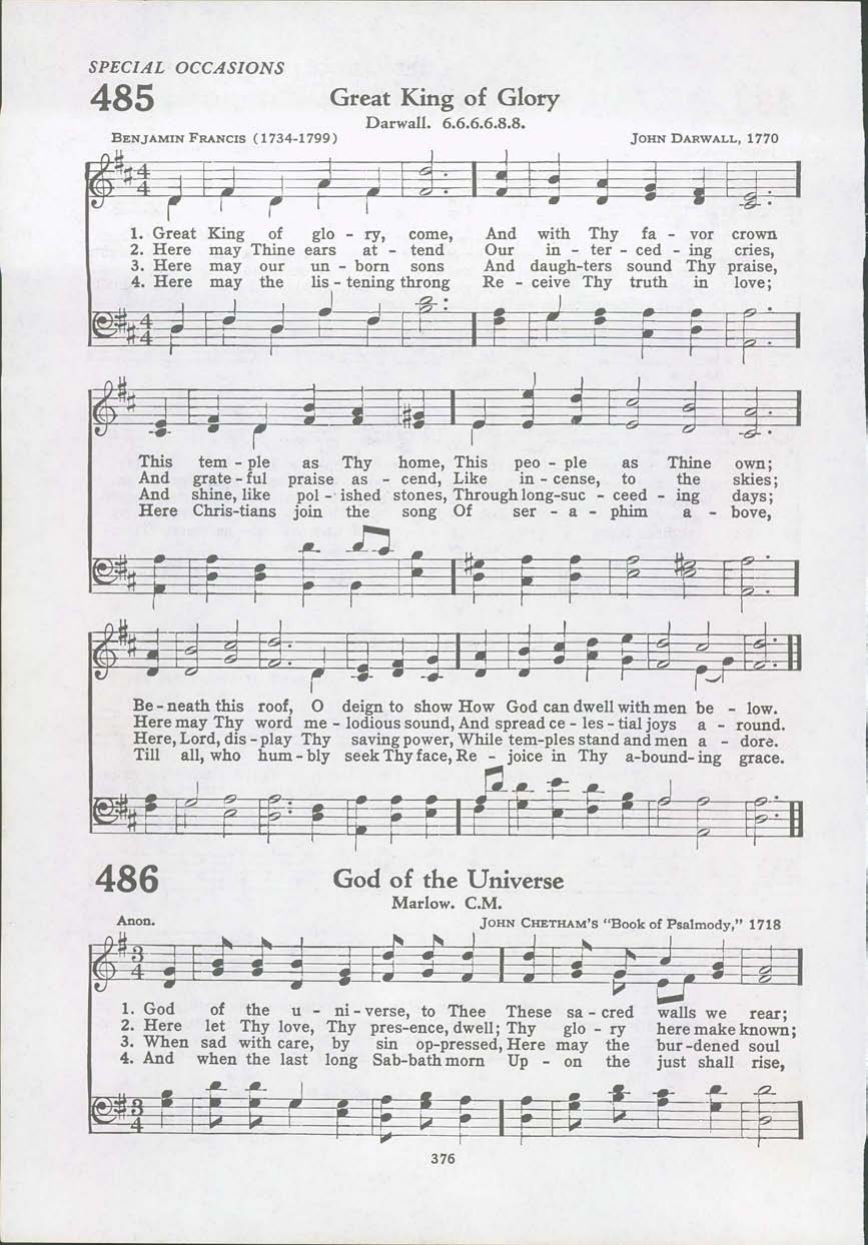 SPECIAL OCCASIONS
485 Great King of Glory
Darwall. 6.6.6.6.8.8.
BENJAMIN FRANCIS (1734-1799) JOHN DARWALL, 1770
4 4
1. Great King of glo - ry, come, And with Thy fa - vor crown
2. Here may Thine ears at - tend Our in - ter - ced - ing cries,
3. Here may our un - born sons And daugh-ters sound Thy praise,
4. Here may the lis - tening throng Re - ceive Thy truth in love;
4 4
This tem - ple as Thy home, This peo - ple as Thine own;
And grate - ful praise as - cend, Like in - cense, to the skies;
And shine, like pol - ished stones, Through long-suc - ceed - ing days;
Here Chris-tians join the song Of ser - a - phim a - bove,
Be - neath this roof, O deign to show How God can dwell with men be - low.
Here may Thy word me - lodious sound, And spread ce - les - tial joys a - round.
Here, Lord, dis - play Thy saving power, While tem-ples stand and men a - dore.
Till all, who hum - bly seek Thy face, Re - joice in Thy a-bound-ing grace.
486 God of the Universe
Marlow. C.M.
Anon. JOHN CHETHAM'S "Book of Psalmody," 1718
3 4
1. God of the u - ni - verse, to Thee These sa - cred walls we rear;
2. Here let Thy love, Thy pres-ence, dwell; Thy glo - ry here make known;
3. When sad with care, by sin op-pressed, Here may the bur - dened soul
4. And when the last long Sab-bath morn Up - on the just shall rise,
3 4
376